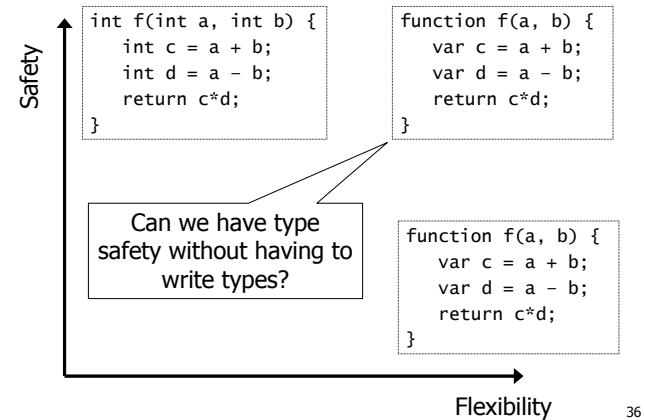 Safety
int f(int a, int b) {
int c = a + b;
int d = a – b;
return c*d;
}
function f(a, b) {
var c = a + b;
var d = a – b;
return c*d;
}
Can we have type
safety without having to
write types?
function f(a, b) {
var c = a + b;
var d = a – b;
return c*d;
}
Flexibility
36